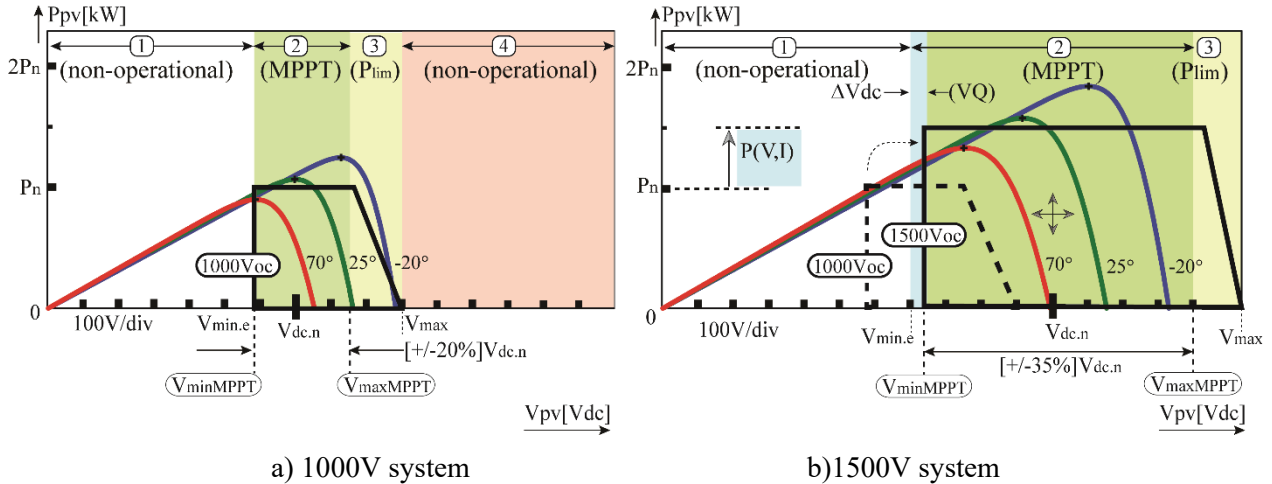 Ppv[kW]
1 2 3 4
(non-operational) (MPPT) (Plim) (non-operational)
2Pn
Pn
1000Voc
70° 25° -20°
0
100V/div
Vmin.e Vdc.n Vmax
[+/-20%]Vdc.n
VminMPPT VmaxMPPT
Vpv[Vdc]
a) 1000V system
Ppv[kW]
1 2 3
(non-operational) (MPPT) (Plim)
2Pn
ΔVdc (VQ)
P(V,I)
Pn
1500Voc
1000Voc
70° 25° -20°
0
100V/div
Vmin.e Vdc.n Vmax
[+/-35%]Vdc.n
VminMPPT VmaxMPPT
Vpv[Vdc]
b)1500V system